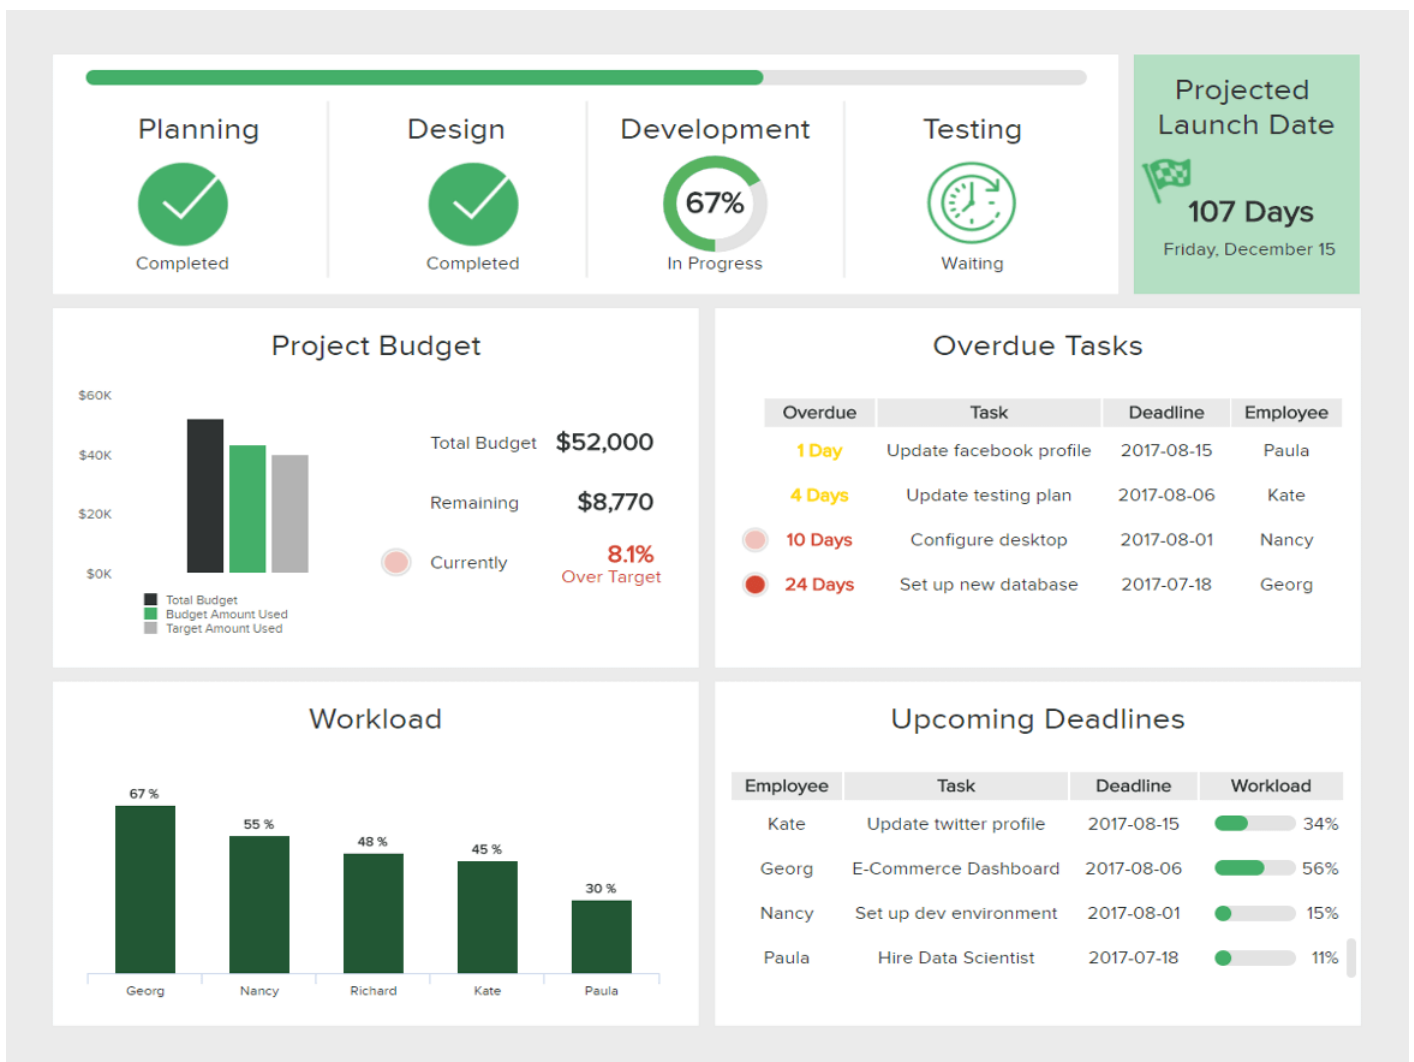 Planning
Completed
Design
Completed
Development
67%
In Progress
Testing
Waiting
Projected
Launch Date
107 Days
Friday, December 15
Project Budget
$60K
$40K
$20K
$0K
Total Budget
Budget Amount Used
Target Amount Used
Total Budget $52,000
Remaining $8,770
Currently 8.1%
Over Target
Overdue Tasks
Overdue Task Deadline Employee
1 Day Update facebook profile 2017-08-15 Paula
4 Days Update testing plan 2017-08-06 Kate
10 Days Configure desktop 2017-08-01 Nancy
24 Days Set up new database 2017-07-18 Georg
Workload
67 %
55 %
48 %
45 %
30 %
Georg Nancy Richard Kate Paula
Upcoming Deadlines
Employee Task Deadline Workload
Kate Update twitter profile 2017-08-15 34%
Georg E-Commerce Dashboard 2017-08-06 56%
Nancy Set up dev environment 2017-08-01 15%
Paula Hire Data Scientist 2017-07-18 11%